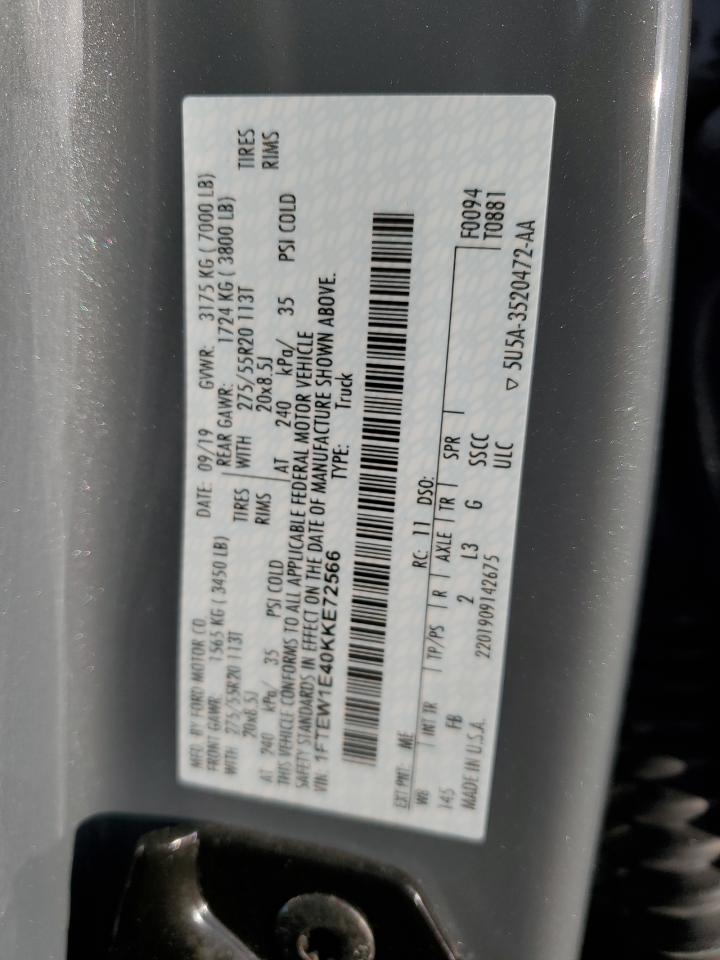 MFD. BY FORD MOTOR CO. DATE: 09/19 GVWR: 3175 KG ( 7000 LB)
FRONT GAWR: 1565 KG ( 3450 LB) REAR GAWR: 1724 KG ( 3800 LB)
WITH 275/55R20 113T TIRES WITH 275/55R20 113T TIRES
20x8.5J RIMS 20x8.5J RIMS
AT 240 kPa/ 35 PSI COLD AT 240 kPa/ 35 PSI COLD
THIS VEHICLE CONFORMS TO ALL APPLICABLE FEDERAL MOTOR VEHICLE
SAFETY STANDARDS IN EFFECT ON THE DATE OF MANUFACTURE SHOWN ABOVE.
VIN: 1FTEW1E40KKE72566 TYPE: Truck
EXT PNT: ME RC: 11 DSO:
WB INT TR TP/PS R AXLE TR SPR F0094
145 FB 2 L3 G SSCC T0881
MADE IN U.S.A. 2201909142675 ULC
▽ 5U5A-3520472-AA